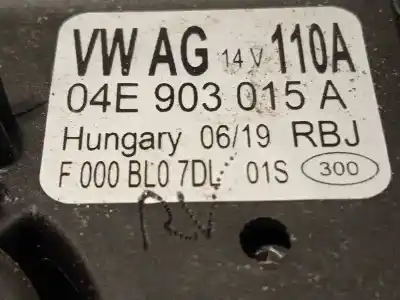 VW AG 14 V 110A
04E 903 015 A
Hungary 06/19 RBJ
F 000 BL0 7DL 01S 300